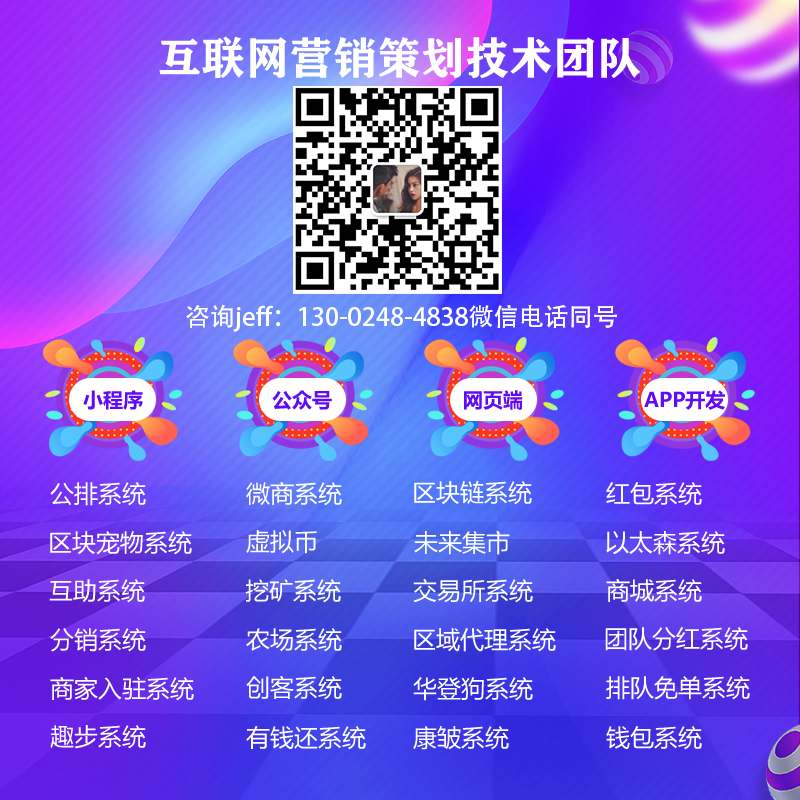 互联网营销策划技术团队
咨询jeff：130-0248-4838微信电话同号
小程序 公众号 网页端 APP开发
公排系统 微商系统 区块链系统 红包系统
区块宠物系统 虚拟币 未来集市 以太森系统
互助系统 挖矿系统 交易所系统 商城系统
分销系统 农场系统 区域代理系统 团队分红系统
商家入驻系统 创客系统 华登狗系统 排队免单系统
趣步系统 有钱还系统 康皱系统 钱包系统